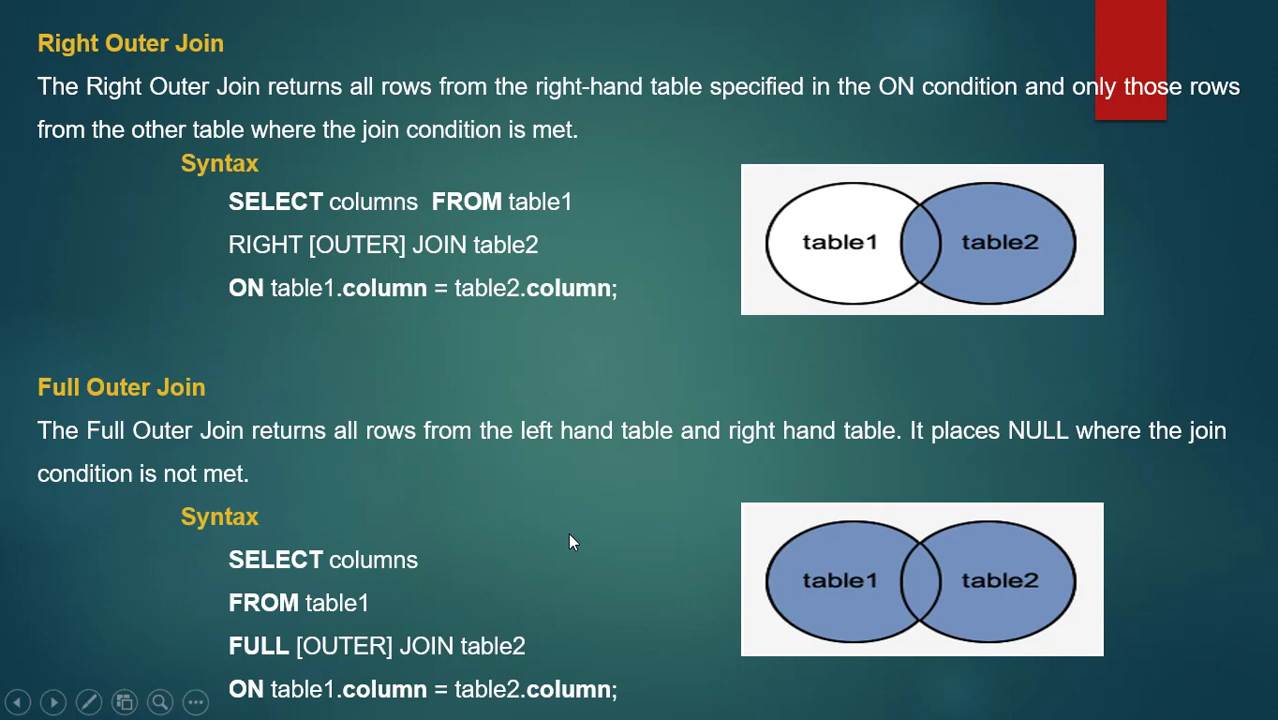 Right Outer Join
The Right Outer Join returns all rows from the right-hand table specified in the ON condition and only those rows
from the other table where the join condition is met.
Syntax
SELECT columns FROM table1
RIGHT [OUTER] JOIN table2
ON table1.column = table2.column;
table1 table2
Full Outer Join
The Full Outer Join returns all rows from the left hand table and right hand table. It places NULL where the join
condition is not met.
Syntax
SELECT columns
FROM table1
FULL [OUTER] JOIN table2
ON table1.column = table2.column;
table1 table2